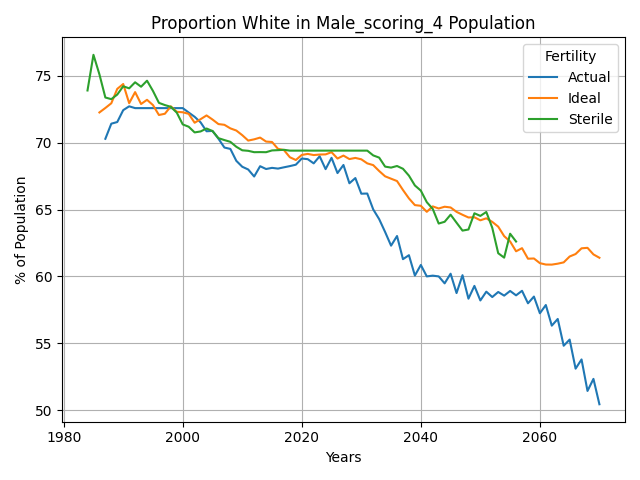 Proportion White in Male_scoring_4 Population
Fertility
Actual
Ideal
Sterile
% of Population
75
70
65
60
55
50
1980
2000
2020
2040
2060
Years